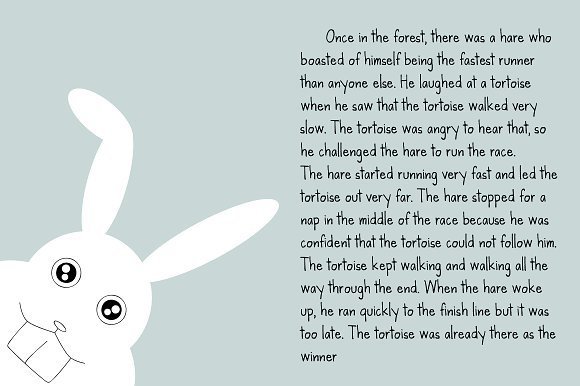 Once in the forest, there was a hare who
boasted of himself being the fastest runner
than anyone else. He laughed at a tortoise
when he saw that the tortoise walked very
slow. The tortoise was angry to hear that, so
he challenged the hare to run the race.
The hare started running very fast and led the
tortoise out very far. The hare stopped for a
nap in the middle of the race because he was
confident that the tortoise could not follow him.
The tortoise kept walking and walking all the
way through the end. When the hare woke
up, he ran quickly to the finish line but it was
too late. The tortoise was already there as the
winner